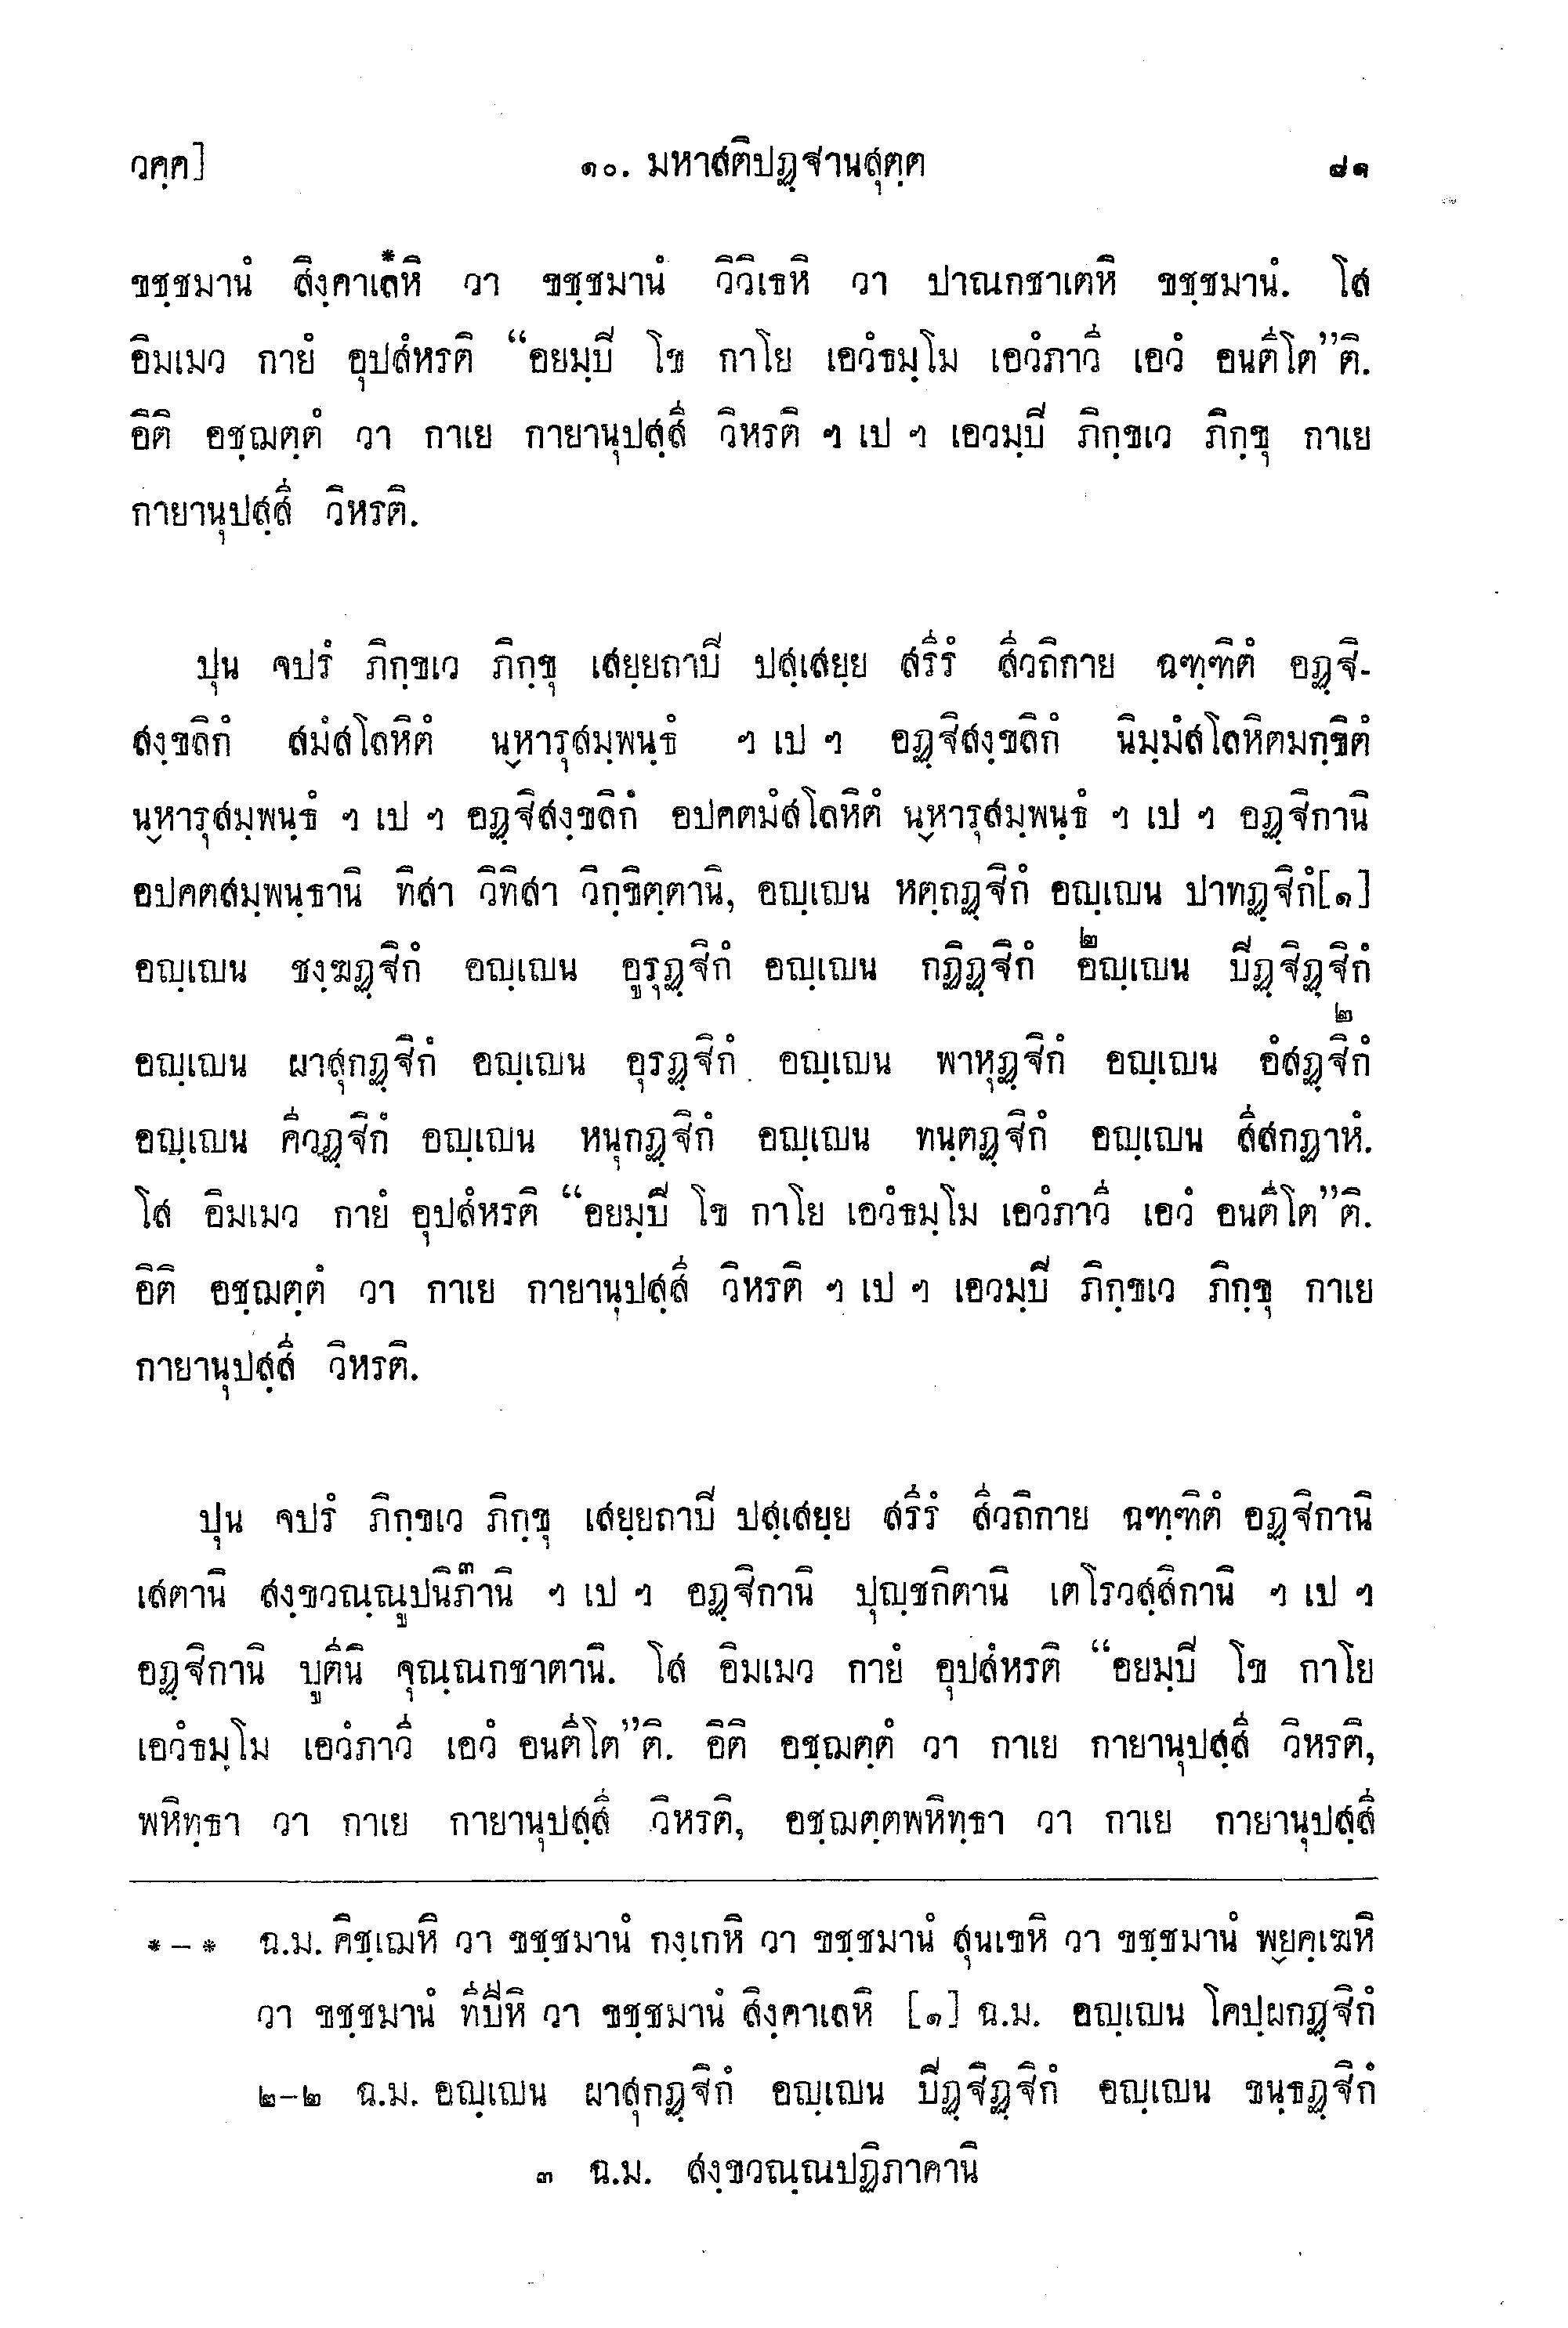 วคฺค]
๑๐. มหาสติปฏฺฐานสุตฺต
๘๑
ขชฺชมานํ สิงฺคาเลหิ* วา ขชฺชมานํ วิวิเธหิ วา ปาณกชาเตหิ ขชฺชมานํ. โส
อิมเมว กายํ อุปสํหรติ “อยมฺปิ โข กาโย เอวํธมฺโม เอวํภาวี เอวํ อนตีโต”ติ.
อิติ อชฺฌตฺตํ วา กาเย กายานุปสฺสี วิหรติ ฯ เป ฯ เอวมฺปิ ภิกฺขเว ภิกฺขุ กาเย
กายานุปสฺสี วิหรติ.
ปุน จปรํ ภิกฺขเว ภิกฺขุ เสยฺยถาปิ ปสฺเสยฺย สรีรํ สีวถิกาย ฉฑฺฑิตํ อฏฺฐิ-
สงฺขลิกํ สมํสโลหิตํ นฺหารุสมฺพนฺธํ ฯ เป ฯ อฏฺฐิสงฺขลิกํ นิมฺมํสโลหิตมกฺขิตํ
นฺหารุสมฺพนฺธํ ฯ เป ฯ อฏฺฐิสงฺขลิกํ อปคตมํสโลหิตํ นฺหารุสมฺพนฺธํ ฯ เป ฯ อฏฺฐิกานิ
อปคตสมฺพนฺธานิ ทิสา วิทิสา วิกฺขิตฺตานิ, อญฺเญน หตฺถฏฺฐิกํ อญฺเญน ปาทฏฺฐิกํ[๑]
อญฺเญน ชงฺฆฏฺฐิกํ อญฺเญน อูรุฏฺฐิกํ อญฺเญน กฏิฏฺฐิกํ ๒อญฺเญน ปิฏฺฐิฏฺฐิกํ
อญฺเญน ผาสุกฏฺฐิกํ อญฺเญน อุรฏฺฐิกํ อญฺเญน พาหุฏฺฐิกํ อญฺเญน อํสฏฺฐิกํ๒
อญฺเญน คีวฏฺฐิกํ อญฺเญน หนุกฏฺฐิกํ อญฺเญน ทนฺตฏฺฐิกํ อญฺเญน สีสกฏาหํ.
โส อิมเมว กายํ อุปสํหรติ “อยมฺปิ โข กาโย เอวํธมฺโม เอวํภาวี เอวํ อนตีโต”ติ.
อิติ อชฺฌตฺตํ วา กาเย กายานุปสฺสี วิหรติ ฯ เป ฯ เอวมฺปิ ภิกฺขเว ภิกฺขุ กาเย
กายานุปสฺสี วิหรติ.
ปุน จปรํ ภิกฺขเว ภิกฺขุ เสยฺยถาปิ ปสฺเสยฺย สรีรํ สีวถิกาย ฉฑฺฑิตํ อฏฺฐิกานิ
เสตานิ สงฺขวณฺณูปนิภานิ๓ ฯ เป ฯ อฏฺฐิกานิ ปุญฺชกิตานิ เตโรวสฺสิกานิ ฯ เป ฯ
อฏฺฐิกานิ ปูตีนิ จุณฺณกชาตานิ. โส อิมเมว กายํ อุปสํหรติ “อยมฺปิ โข กาโย
เอวํธมฺโม เอวํภาวี เอวํ อนตีโต”ติ. อิติ อชฺฌตฺตํ วา กาเย กายานุปสฺสี วิหรติ,
พหิทฺธา วา กาเย กายานุปสฺสี วิหรติ, อชฺฌตฺตพหิทฺธา วา กาเย กายานุปสฺสี
*-* ฉ.ม. คิชฺเฌหิ วา ขชฺชมานํ กงฺเกหิ วา ขชฺชมานํ สุนเขหิ วา ขชฺชมานํ พฺยคฺเฆหิ
วา ขชฺชมานํ ทีปีหิ วา ขชฺชมานํ สิงฺคาเลหิ [๑] ฉ.ม. อญฺเญน โคปฺผกฏฺฐิกํ
๒-๒ ฉ.ม. อญฺเญน ผาสุกฏฺฐิกํ อญฺเญน ปิฏฺฐิฏฺฐิกํ อญฺเญน ขนฺธฏฺฐิกํ
๓ ฉ.ม. สงฺขวณฺณปฏิภาคานิ